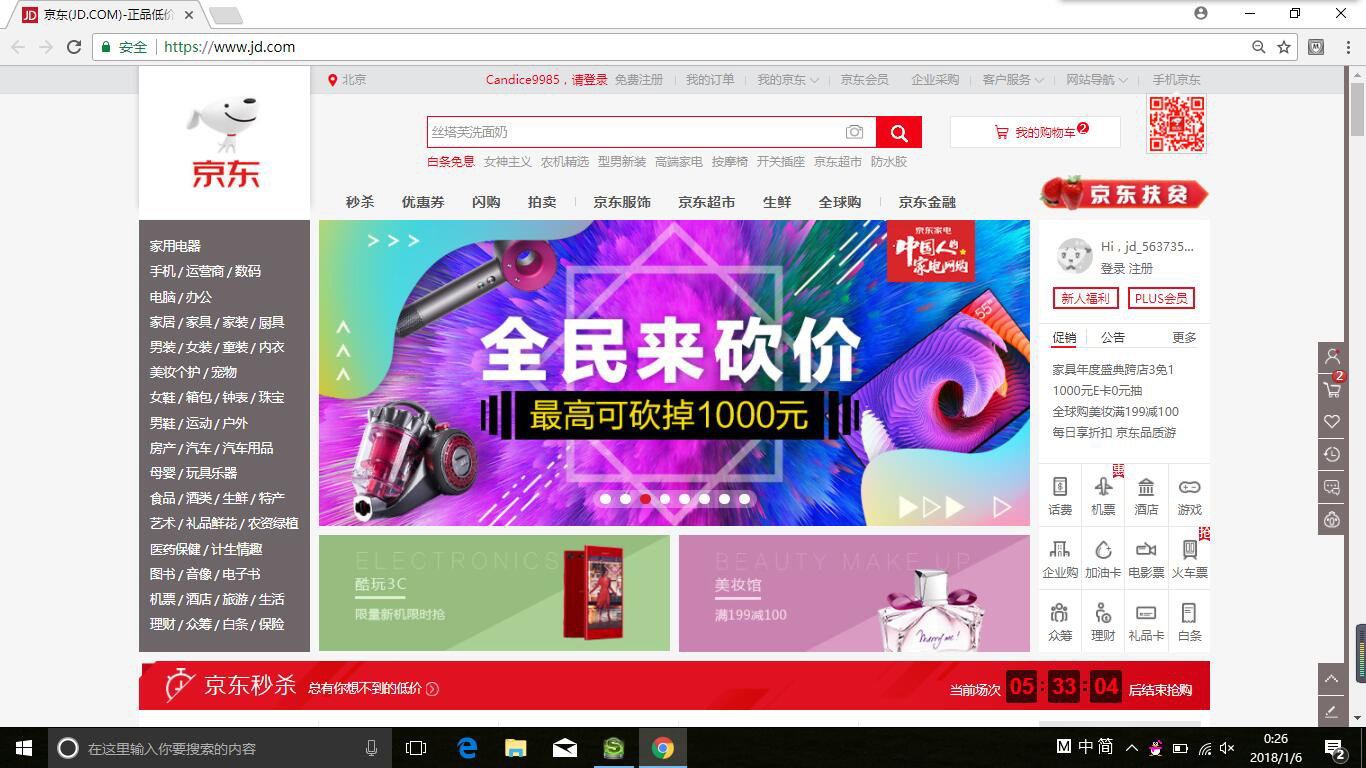 JD 京东(JD.COM)-正品低价
安全 https://www.jd.com
北京
Candice9985，请登录 免费注册 我的订单 我的京东 京东会员 企业采购 客户服务 网站导航 手机京东
京东
丝塔芙洗面奶
我的购物车 2
白条免息 女神主义 农机精选 型男新装 高端家电 按摩椅 开关插座 京东超市 防水胶
京东扶贫
秒杀 优惠券 闪购 拍卖 京东服饰 京东超市 生鲜 全球购 京东金融
家用电器
手机 / 运营商 / 数码
电脑 / 办公
家居 / 家具 / 家装 / 厨具
男装 / 女装 / 童装 / 内衣
美妆个护 / 宠物
女鞋 / 箱包 / 钟表 / 珠宝
男鞋 / 运动 / 户外
房产 / 汽车 / 汽车用品
母婴 / 玩具乐器
食品 / 酒类 / 生鲜 / 特产
艺术 / 礼品鲜花 / 农资绿植
医药保健 / 计生情趣
图书 / 音像 / 电子书
机票 / 酒店 / 旅游 / 生活
理财 / 众筹 / 白条 / 保险
京东家电
中国人的
家电网购
55"
全民来砍价
最高可砍掉1000元
ELECTRONICS
酷玩3C
限量新机限时抢
BEAUTY MAKE UP
美妆馆
满199减100
Marry me!
Hi，jd_563735...
登录 注册
新人福利 PLUS会员
促销 公告 更多
家具年度盛典跨店3免1
1000元E卡0元抽
全球购美妆满199减100
每日享折扣 京东品质游
惠
话费 机票 酒店 游戏
抢
企业购 加油卡 电影票 火车票
众筹 理财 礼品卡 白条
2
京东秒杀 总有你想不到的低价
当前场次 05 : 33 : 04 后结束抢购
在这里输入你要搜索的内容
M 中 简
0:26
2018/1/6
2